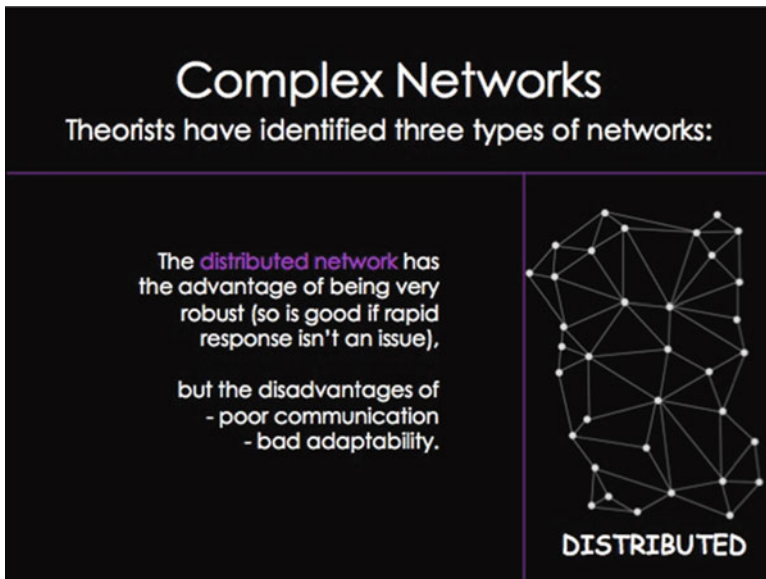 Complex Networks
Theorists have identified three types of networks:
The distributed network has
the advantage of being very
robust (so is good if rapid
response isn't an issue),
but the disadvantages of
- poor communication
- bad adaptability.
DISTRIBUTED